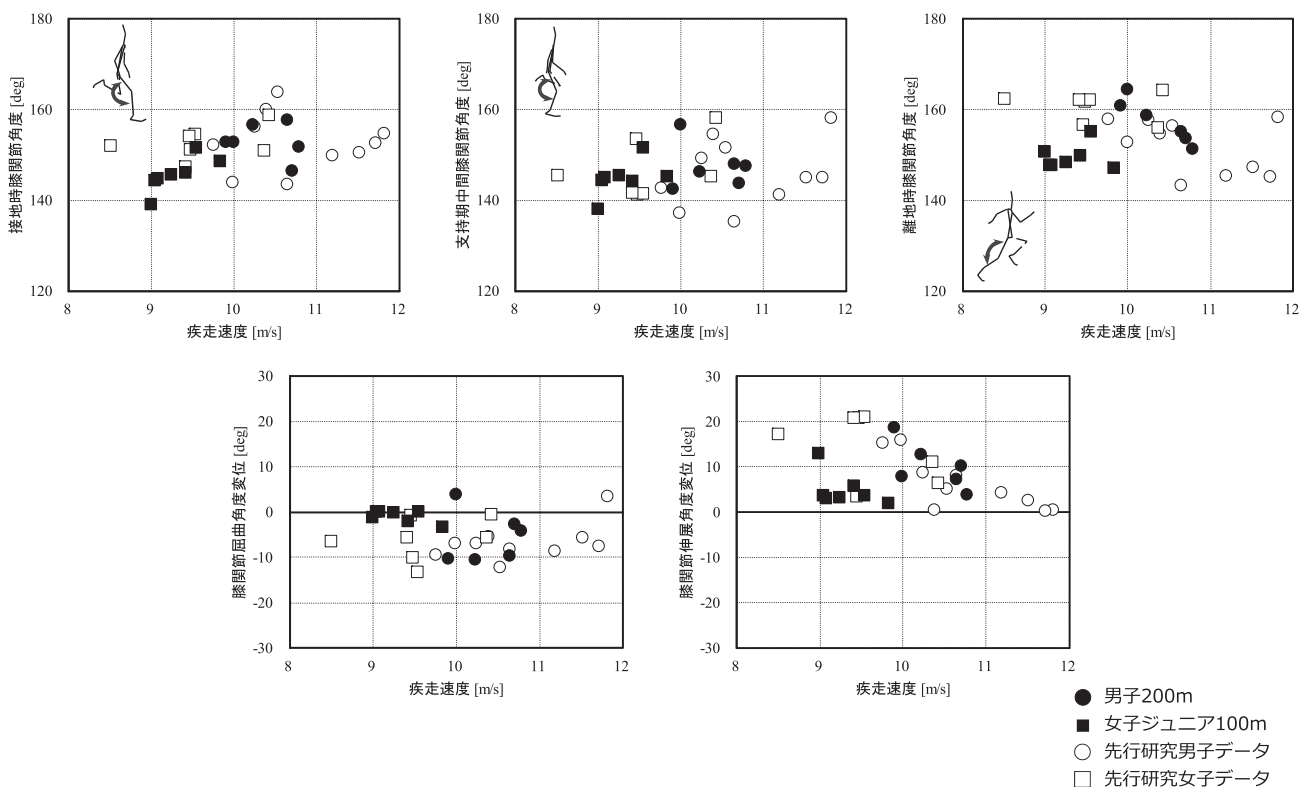 180
160
140
120
8 9 10 11 12
接地時膝関節角度 [deg]
疾走速度 [m/s]
180
160
140
120
8 9 10 11 12
支持期中間膝関節角度 [deg]
疾走速度 [m/s]
180
160
140
120
8 9 10 11 12
離地時膝関節角度 [deg]
疾走速度 [m/s]
30
20
10
0
-10
-20
-30
8 9 10 11 12
膝関節屈曲角度変位 [deg]
疾走速度 [m/s]
30
20
10
0
-10
-20
-30
8 9 10 11 12
膝関節伸展角度変位 [deg]
疾走速度 [m/s]
男子200m
女子ジュニア100m
先行研究男子データ
先行研究女子データ